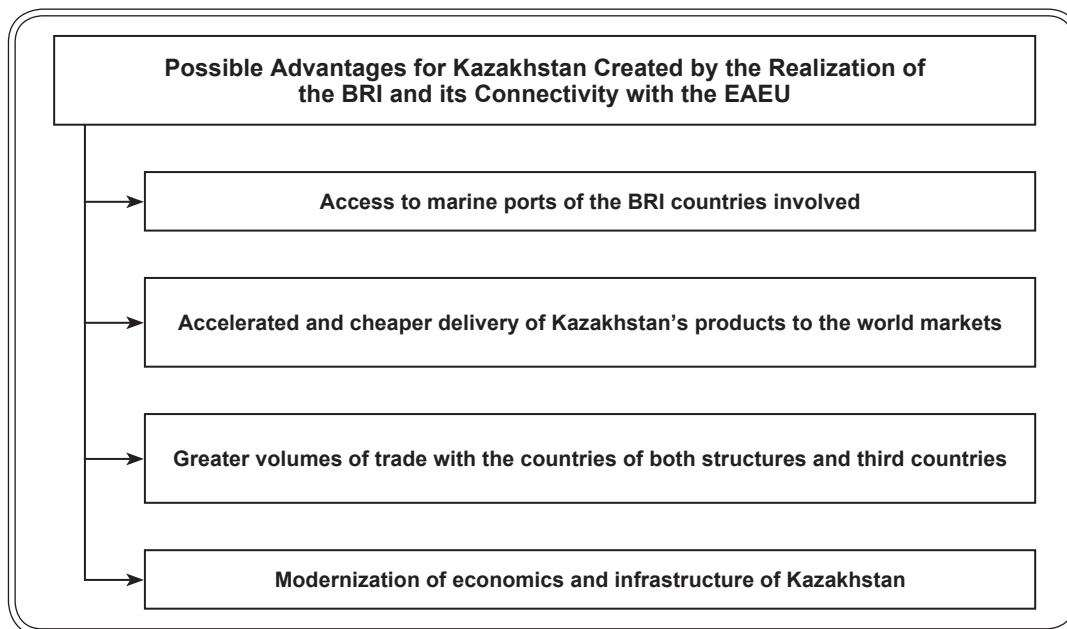 Possible Advantages for Kazakhstan Created by the Realization of
the BRI and its Connectivity with the EAEU
Access to marine ports of the BRI countries involved
Accelerated and cheaper delivery of Kazakhstan’s products to the world markets
Greater volumes of trade with the countries of both structures and third countries
Modernization of economics and infrastructure of Kazakhstan